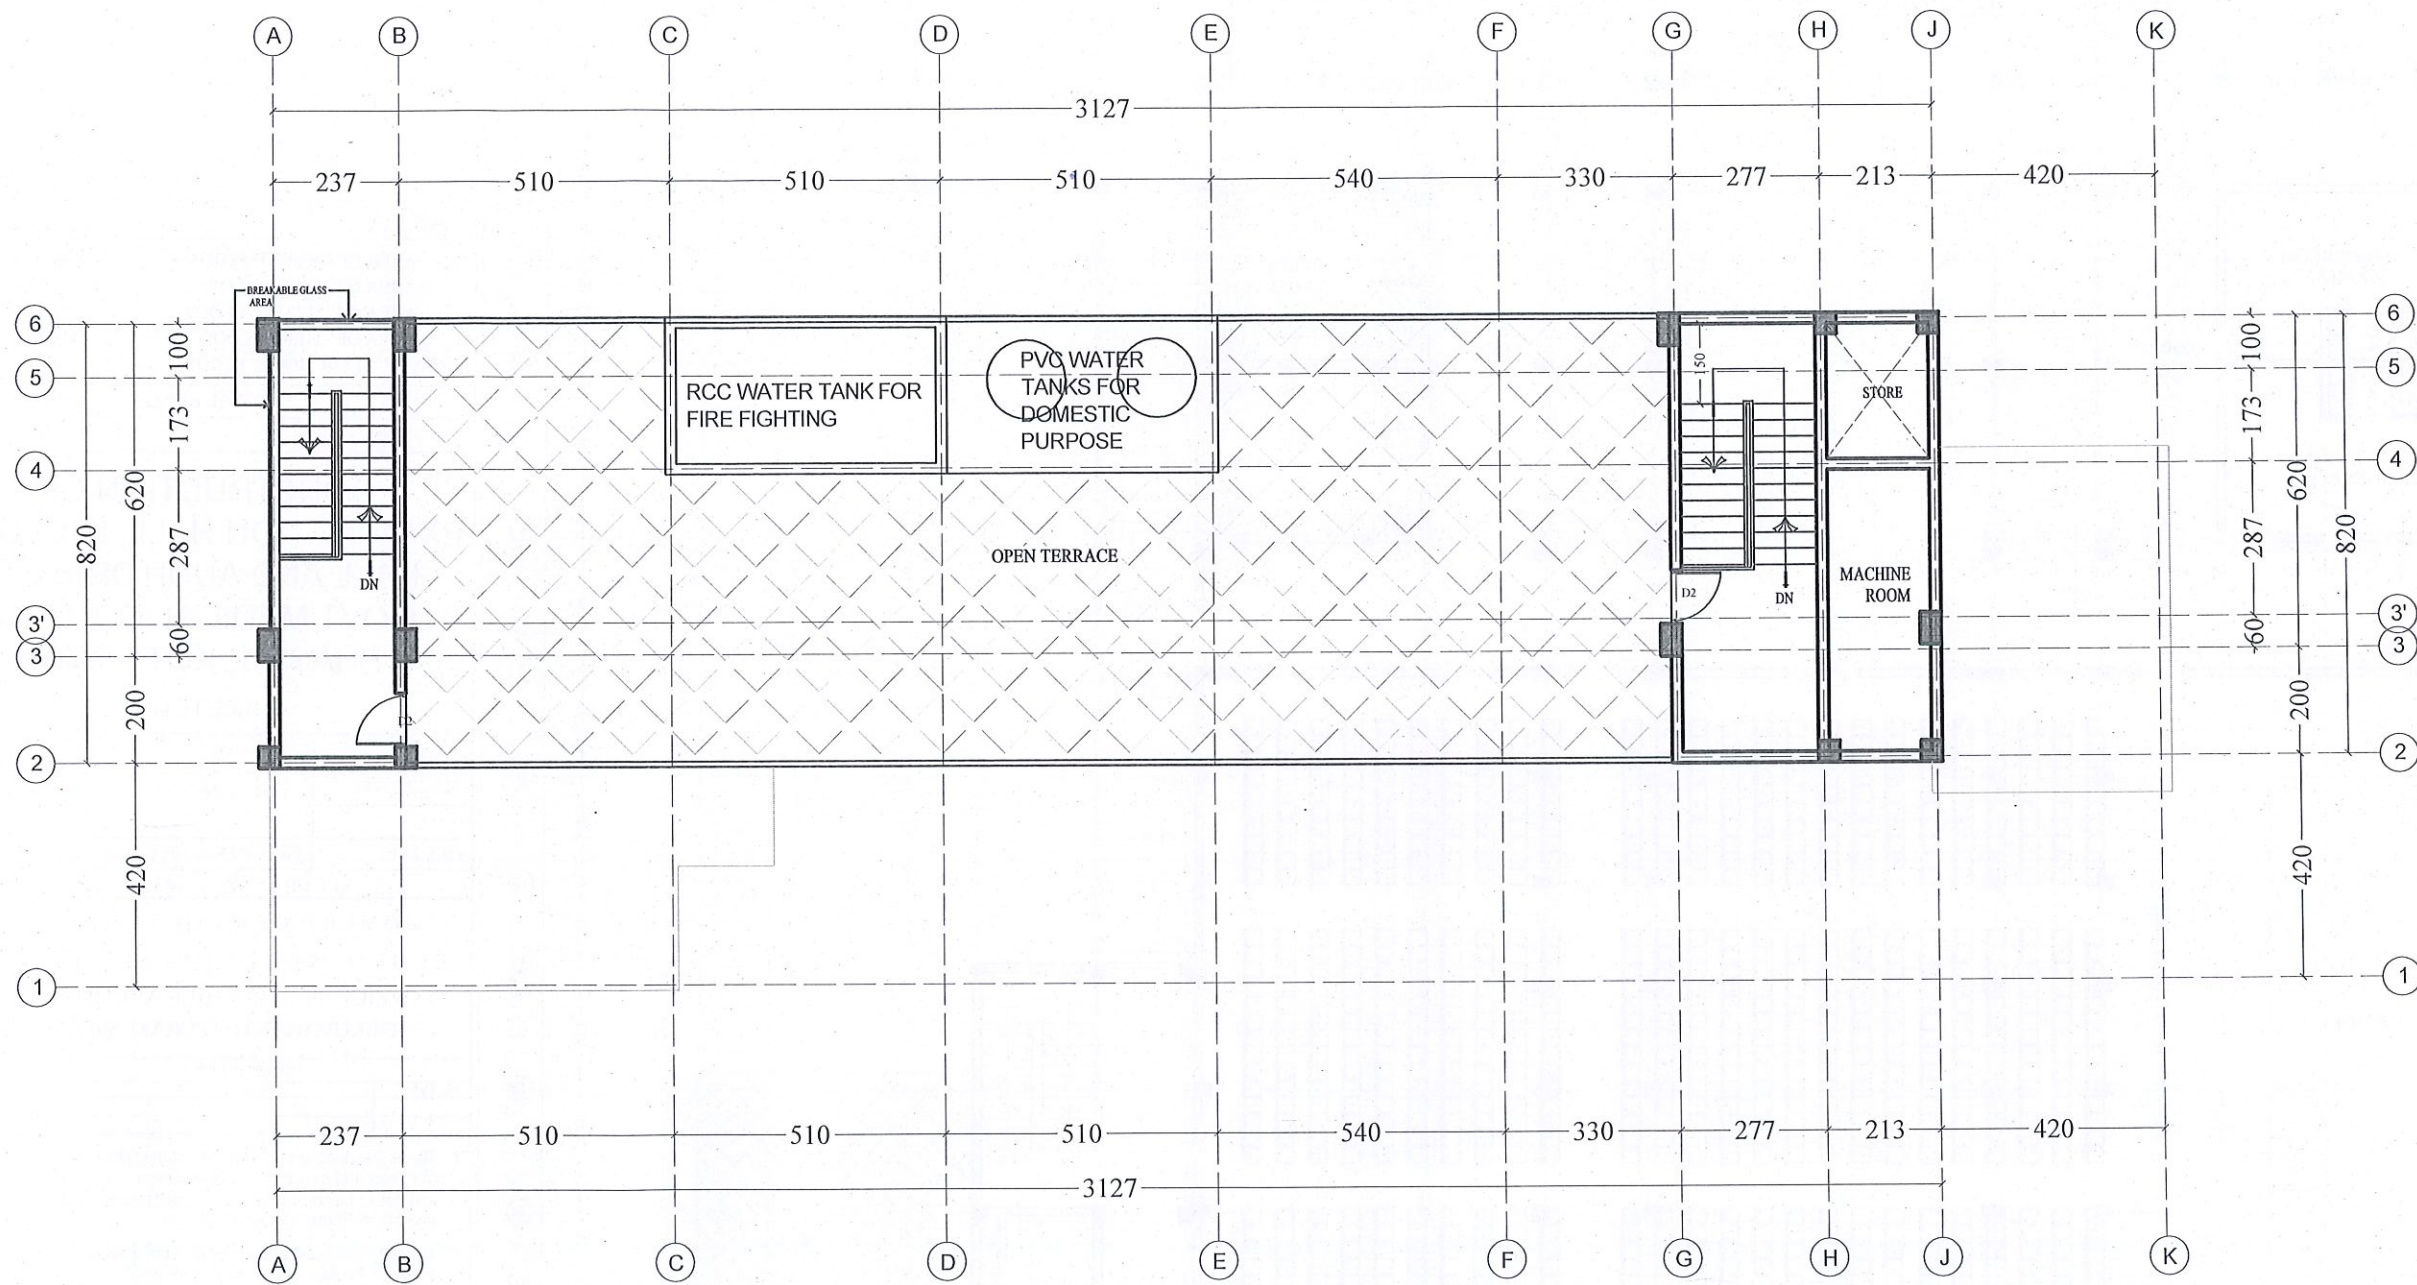 A B C D E F G H J K
3127
237 510 510 510 540 330 277 213 420
BREAKABLE GLASS
AREA
6 6
100 100
5 5
PVC WATER
TANKS FOR
DOMESTIC
PURPOSE
RCC WATER TANK FOR
FIRE FIGHTING
150
STORE
173 173
4 4
620 620
820 820
287 287
OPEN TERRACE
MACHINE
ROOM
DN
D2
DN
3' 3'
60 60
3 3
200 200
D2
2 2
420 420
1 1
237 510 510 510 540 330 277 213 420
3127
A B C D E F G H J K